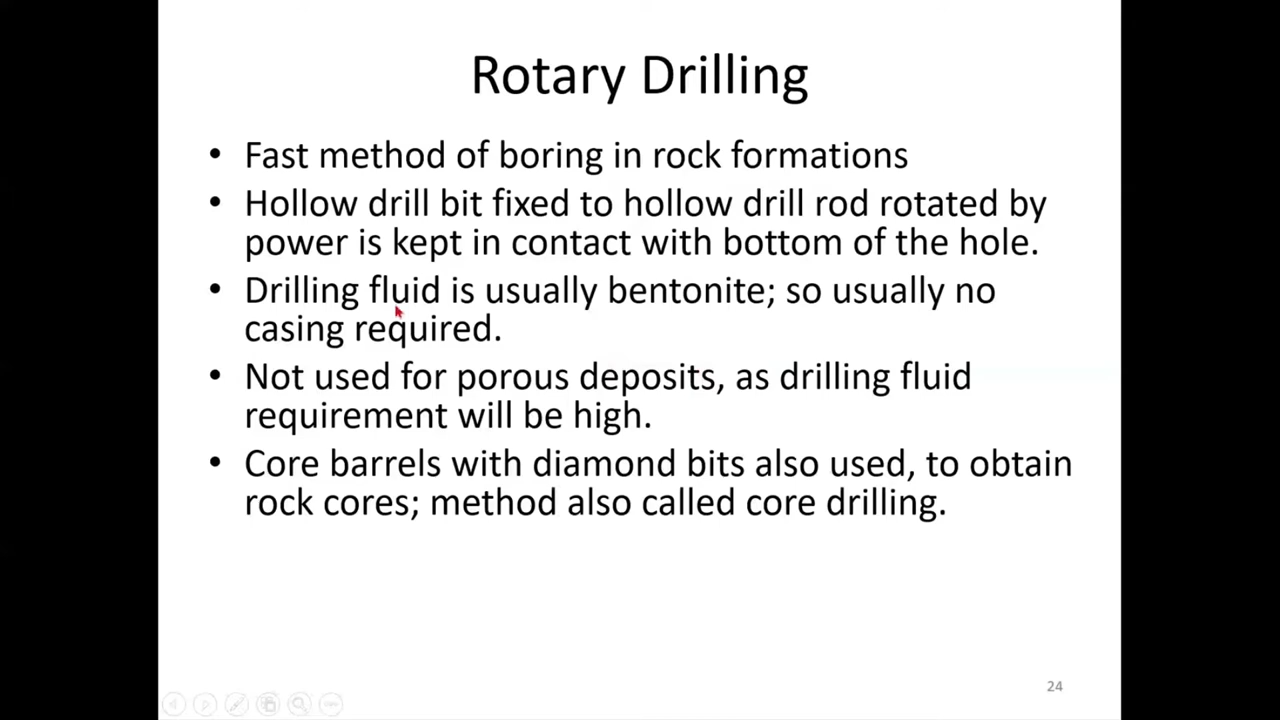 Rotary Drilling
• Fast method of boring in rock formations
• Hollow drill bit fixed to hollow drill rod rotated by
power is kept in contact with bottom of the hole.
• Drilling fluid is usually bentonite; so usually no
casing required.
• Not used for porous deposits, as drilling fluid
requirement will be high.
• Core barrels with diamond bits also used, to obtain
rock cores; method also called core drilling.
24